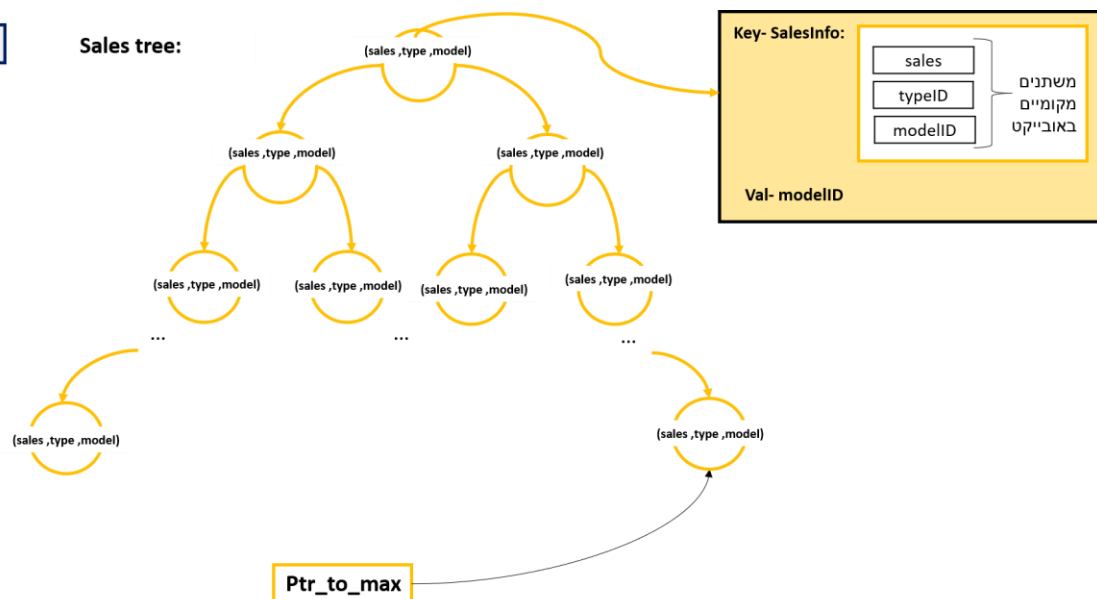 Sales tree:
(sales ,type ,model)
Key- SalesInfo:
sales
typeID
modelID
משתנים
מקומיים
באובייקט
Val- modelID
(sales ,type ,model)
(sales ,type ,model)
(sales ,type ,model)
(sales ,type ,model)
(sales ,type ,model)
(sales ,type ,model)
...
...
...
(sales ,type ,model)
(sales ,type ,model)
Ptr_to_max